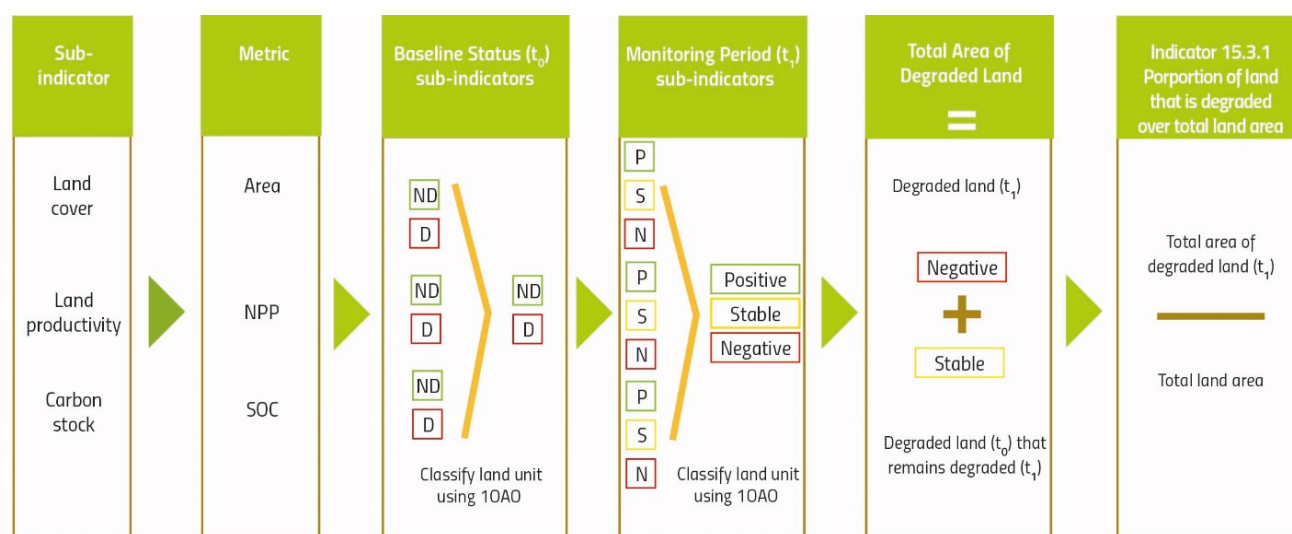 Sub-
indicator
Land
cover
Land
productivity
Carbon
stock
Metric
Area
NPP
SOC
Baseline Status (t0)
sub-indicators
ND
D
ND
D
ND
D
ND
D
Classify land unit
using 1OAO
Monitoring Period (t1)
sub-indicators
P
S
N
P
S
N
P
S
N
Positive
Stable
Negative
Classify land unit
using 1OAO
Total Area of
Degraded Land
=
Degraded land (t1)
Negative
+
Stable
Degraded land (t0) that
remains degraded (t1)
Indicator 15.3.1
Porportion of land
that is degraded
over total land area
Total area of
degraded land (t1)
Total land area